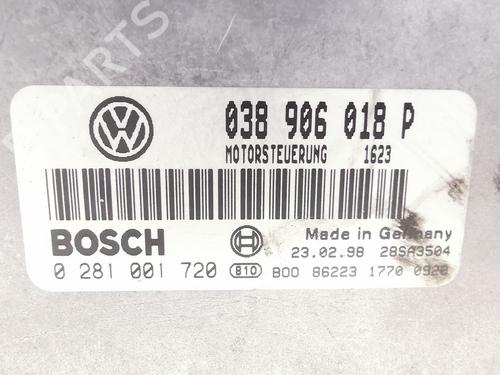 PARTS
038 906 018 P
MOTORSTEUERUNG 1623
BOSCH
Made in Germany
23.02.98 28SA3504
0 281 001 720 B10 B00 86223 1770 0920